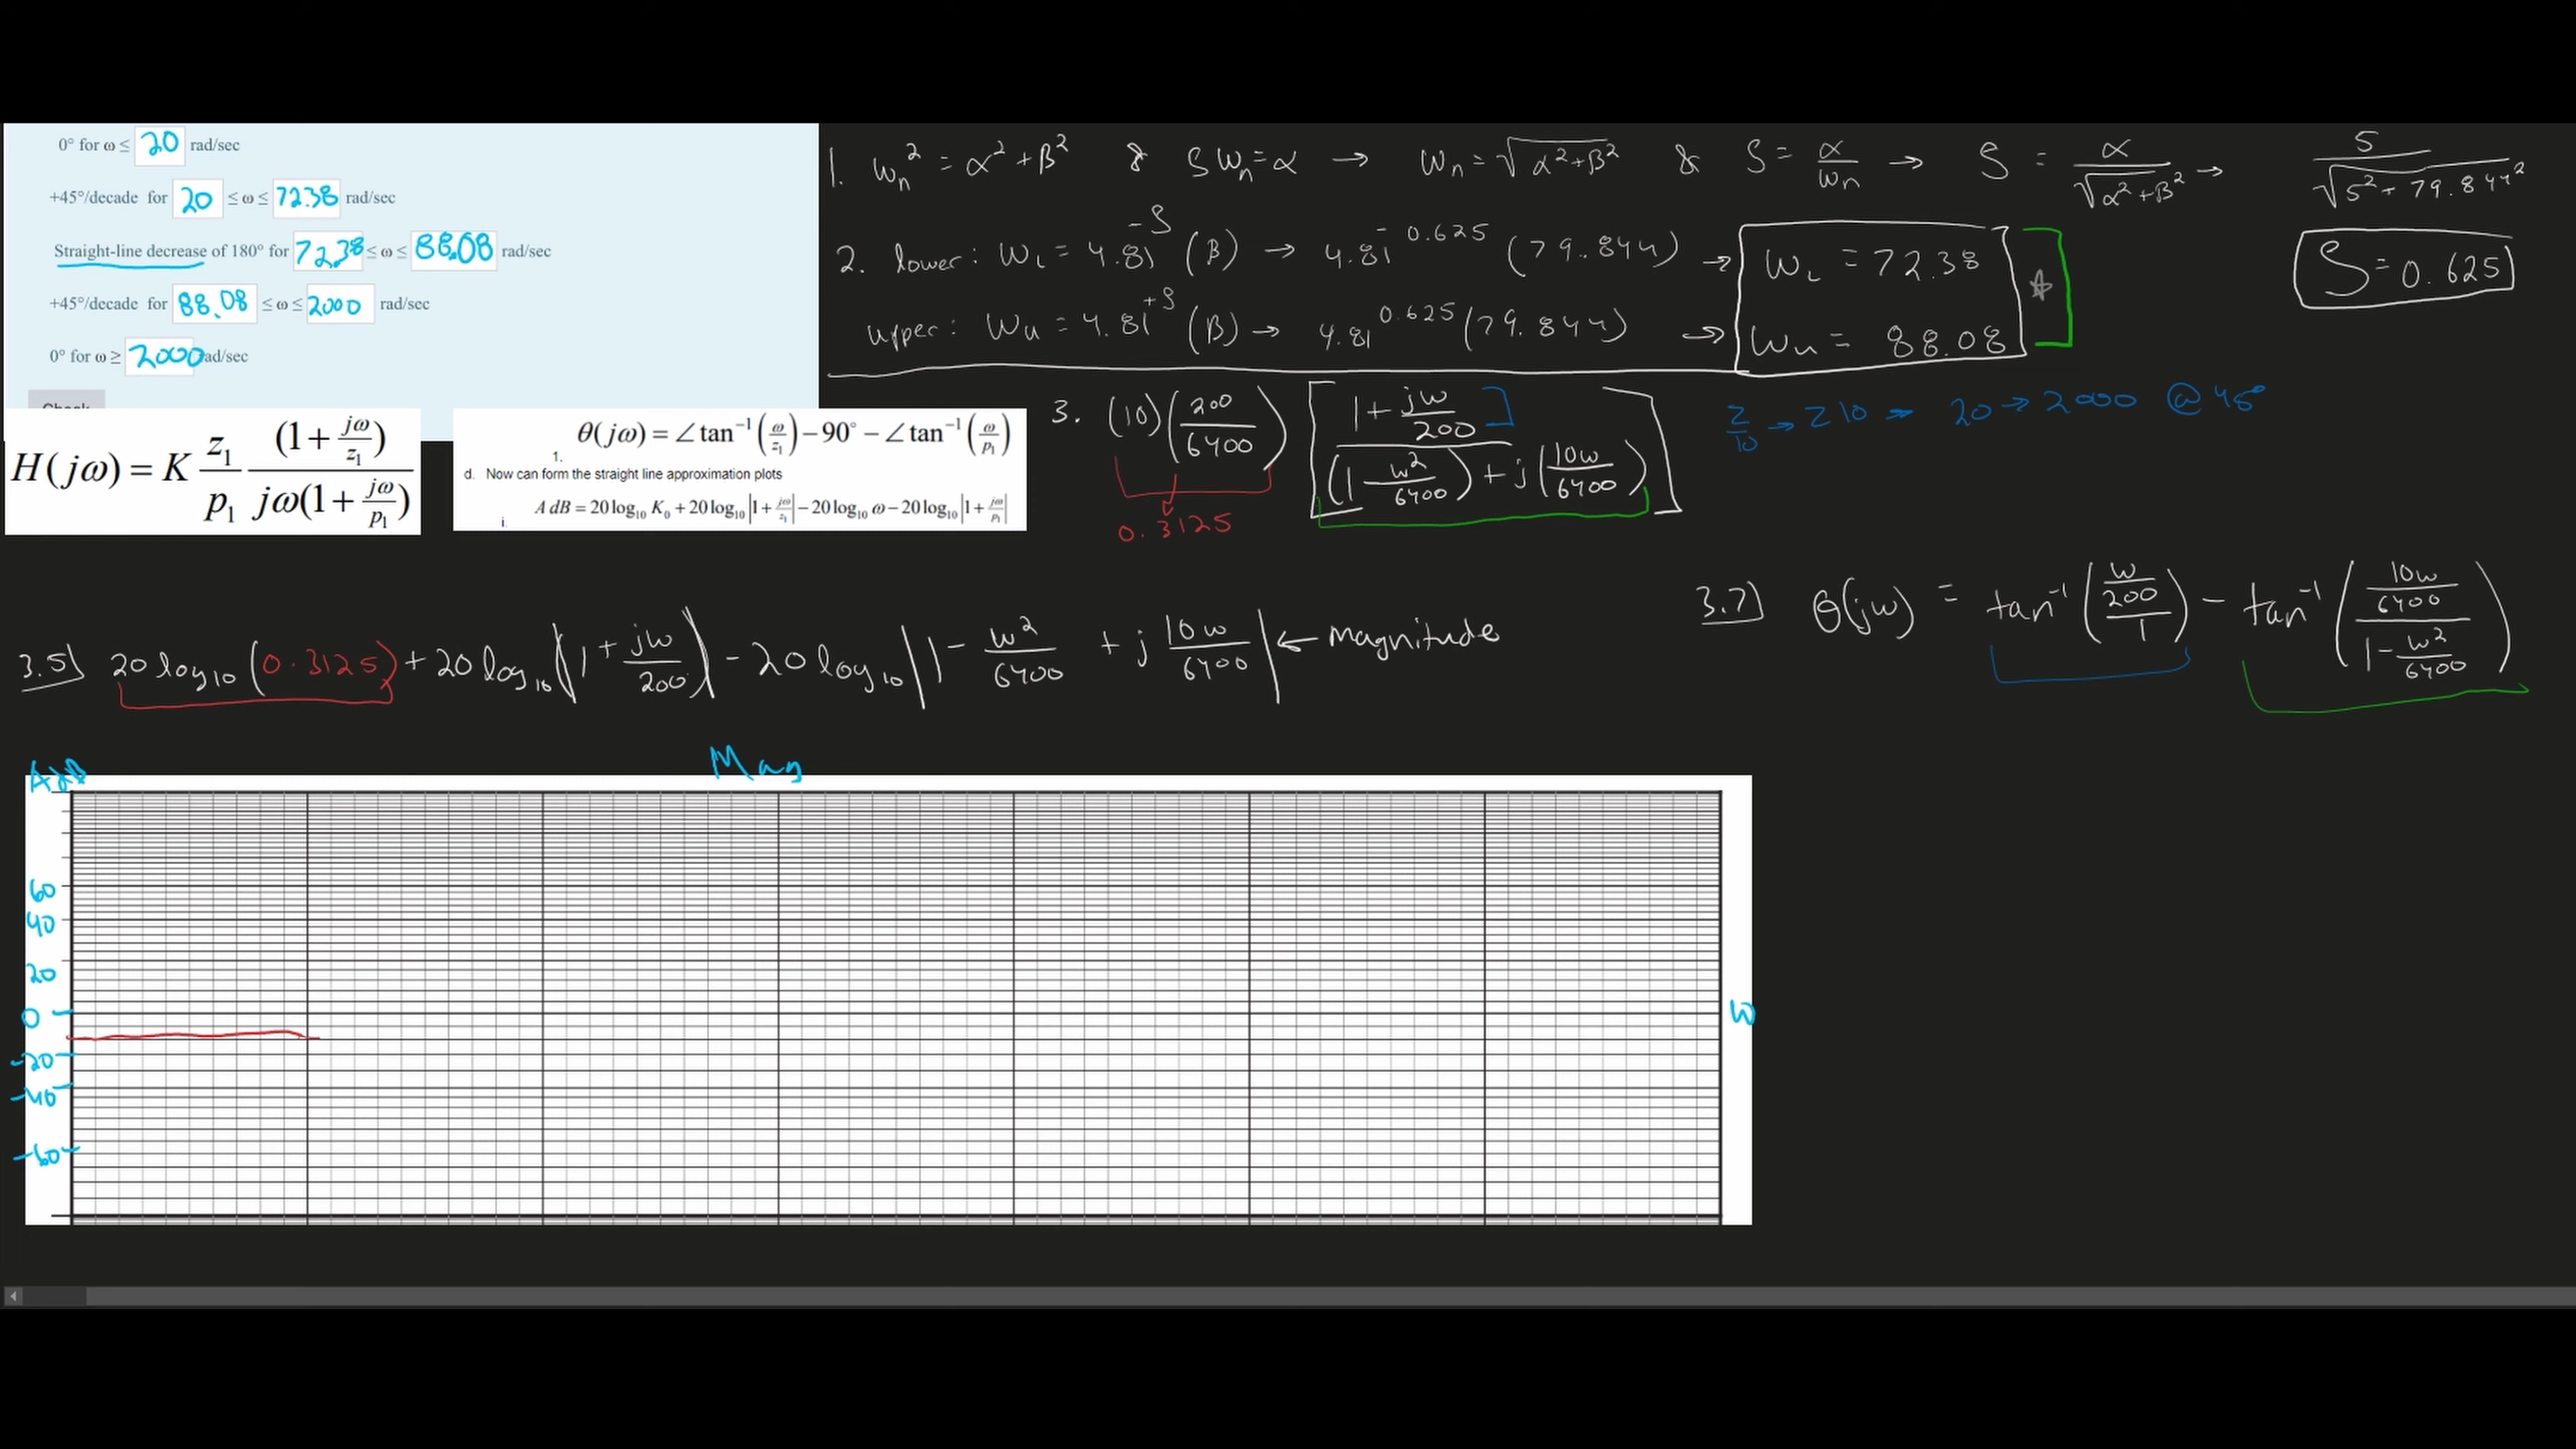 0° for ω ≤ 20 rad/sec
+45°/decade for 20 ≤ ω ≤ 72.38 rad/sec
Straight-line decrease of 180° for 72.38 ≤ ω ≤ 88.08 rad/sec
+45°/decade for 88.08 ≤ ω ≤ 2000 rad/sec
0° for ω ≥ 2000 rad/sec
H(jω) = K z₁/p₁ (1+jω/z₁)/(jω(1+jω/p₁))
1. θ(jω) = ∠tan⁻¹(ω/z₁) − 90° − ∠tan⁻¹(ω/p₁)
d. Now can form the straight line approximation plots
i. A dB = 20log₁₀ K₀ + 20log₁₀|1+jω/z₁| − 20log₁₀ ω − 20log₁₀|1+jω/p₁|
1. ωn² = α² + β² & ζωn = α → ωn = √(α²+β²) & ζ = α/ωn → ζ = α/√(α²+β²) → 5/√(5²+79.844²)
ζ = 0.625
2. lower: ωL = 4.81^-ζ (β) → 4.81^-0.625 (79.844) → ωL = 72.38
upper: ωu = 4.81^+ζ (β) → 4.81^0.625 (79.844) → ωu = 88.08
3. (10)(200/6400) [(1+jω/200)/((1−ω²/6400)+j(10ω/6400))]
0.3125
z/10 → z10 → 20 → 2000 @ 45°
3.5) 20 log₁₀ (0.3125) + 20 log₁₀ |1 + jω/200| − 20 log₁₀ |1 − ω²/6400 + j 10ω/6400| ← magnitude
3.7) θ(jω) = tan⁻¹((ω/200)/1) − tan⁻¹((10ω/6400)/(1−ω²/6400))
Mag
AdB
60
40
20
0
-20
-40
-60
ω